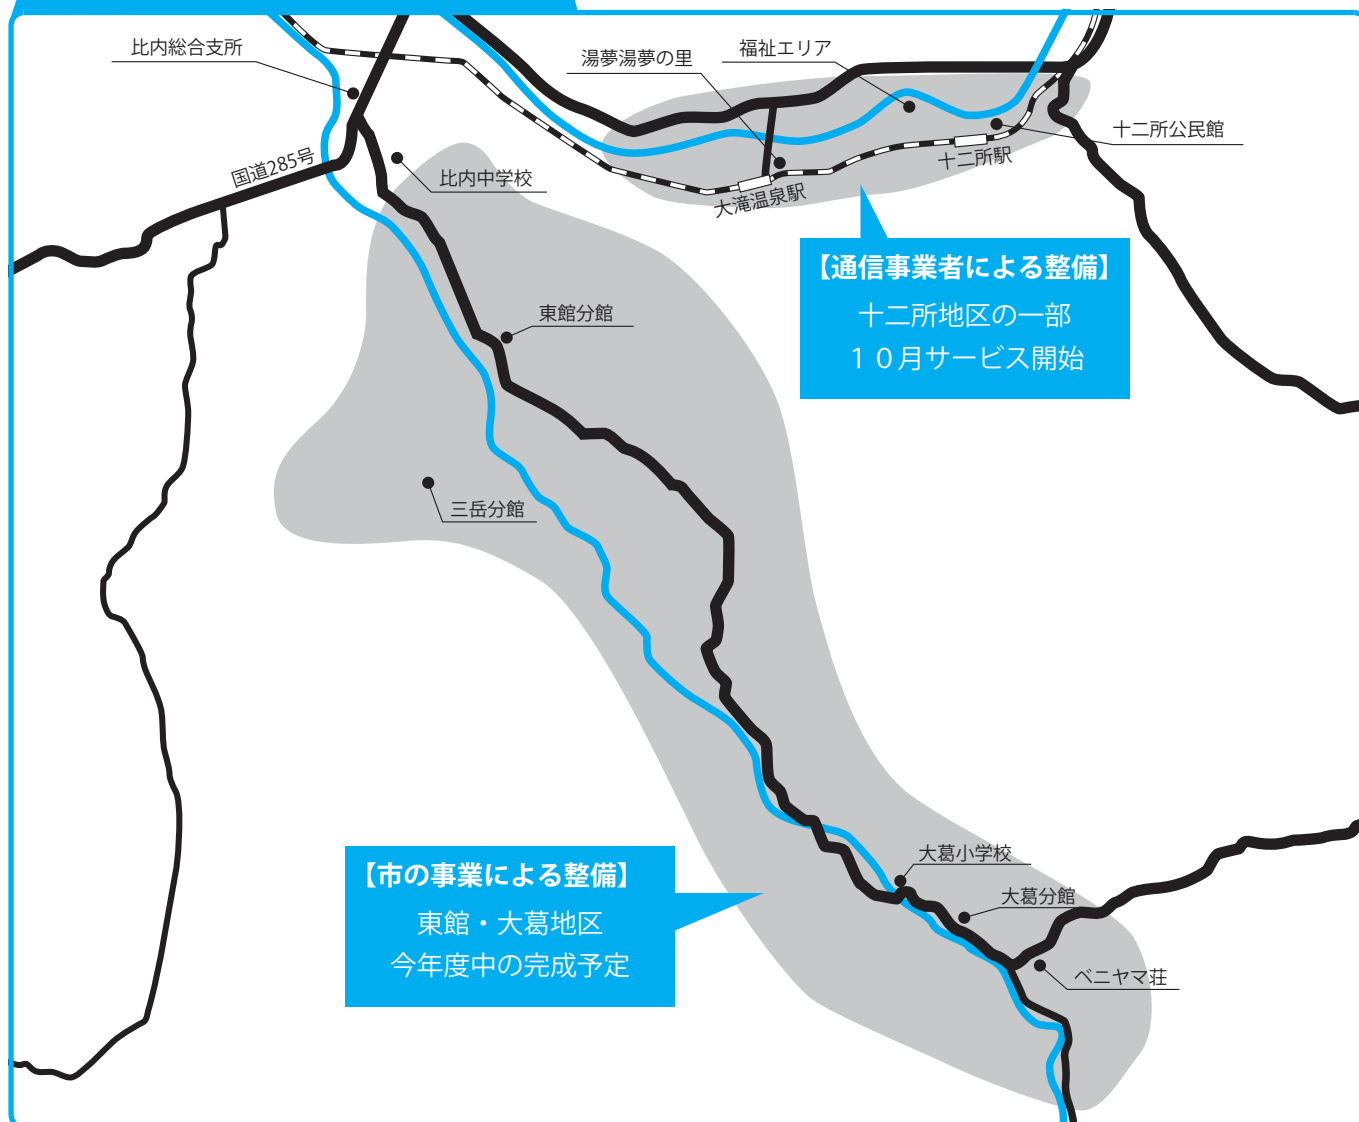 比内総合支所
湯夢湯夢の里
福祉エリア
十二所公民館
国道285号
比内中学校
大滝温泉駅
十二所駅
【通信事業者による整備】
十二所地区の一部
１０月サービス開始
東館分館
三岳分館
【市の事業による整備】
東館・大葛地区
今年度中の完成予定
大葛小学校
大葛分館
ベニヤマ荘